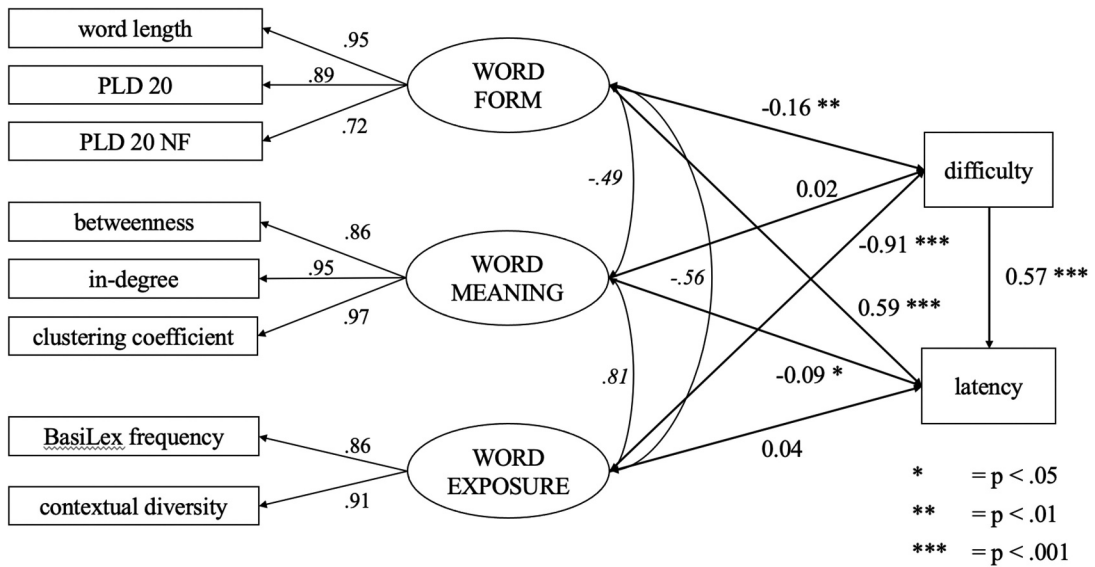 word length
PLD 20
PLD 20 NF
.95
.89
.72
WORD
FORM
betweenness
in-degree
clustering coefficient
.86
.95
.97
WORD
MEANING
BasiLex frequency
contextual diversity
.86
.91
WORD
EXPOSURE
-.49
-.56
.81
-0.16 **
0.02
-0.91 ***
0.59 ***
-0.09 *
0.04
difficulty
0.57 ***
latency
* = p < .05
** = p < .01
*** = p < .001